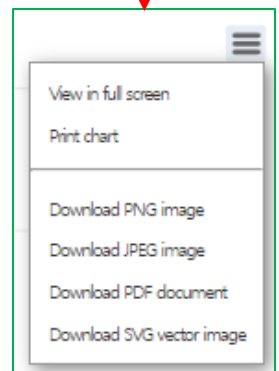 View in full screen
Print chart
Download PNG image
Download JPEG image
Download PDF document
Download SVG vector image